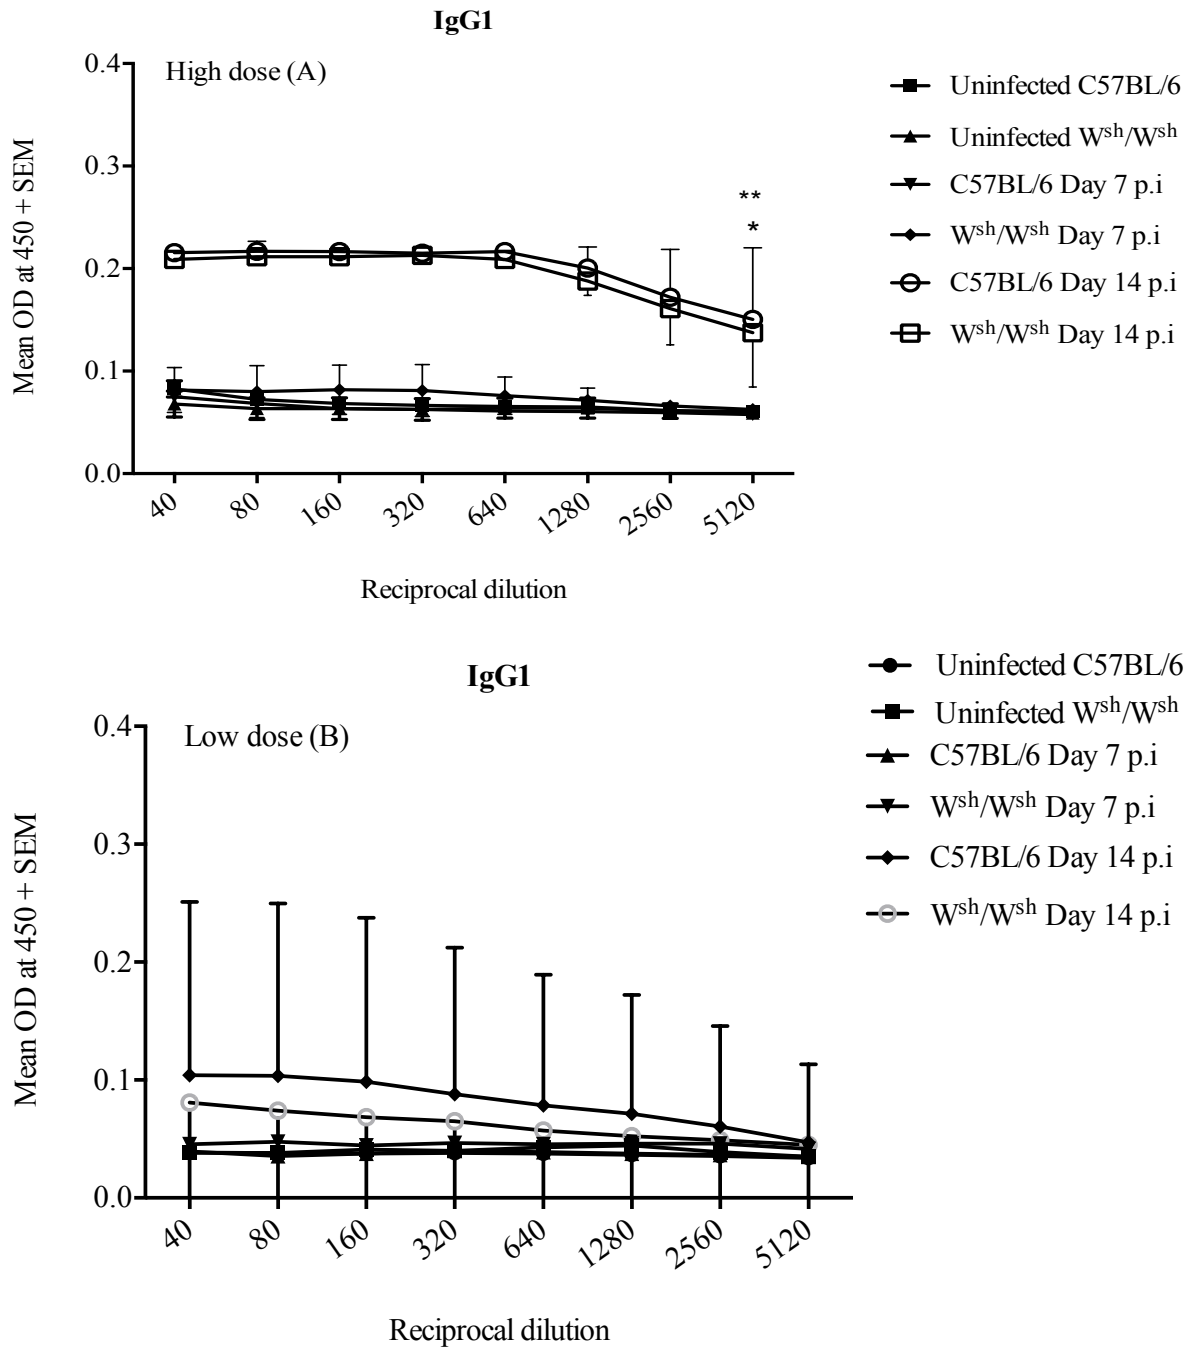 IgG1
High dose (A)
Mean OD at 450 + SEM
0.4
0.3
0.2
0.1
0.0
**
*
40
80
160
320
640
1280
2560
5120
Reciprocal dilution
Uninfected C57BL/6
Uninfected Wsh/Wsh
C57BL/6 Day 7 p.i
Wsh/Wsh Day 7 p.i
C57BL/6 Day 14 p.i
Wsh/Wsh Day 14 p.i
IgG1
Low dose (B)
Mean OD at 450 + SEM
0.4
0.3
0.2
0.1
0.0
40
80
160
320
640
1280
2560
5120
Reciprocal dilution
Uninfected C57BL/6
Uninfected Wsh/Wsh
C57BL/6 Day 7 p.i
Wsh/Wsh Day 7 p.i
C57BL/6 Day 14 p.i
Wsh/Wsh Day 14 p.i